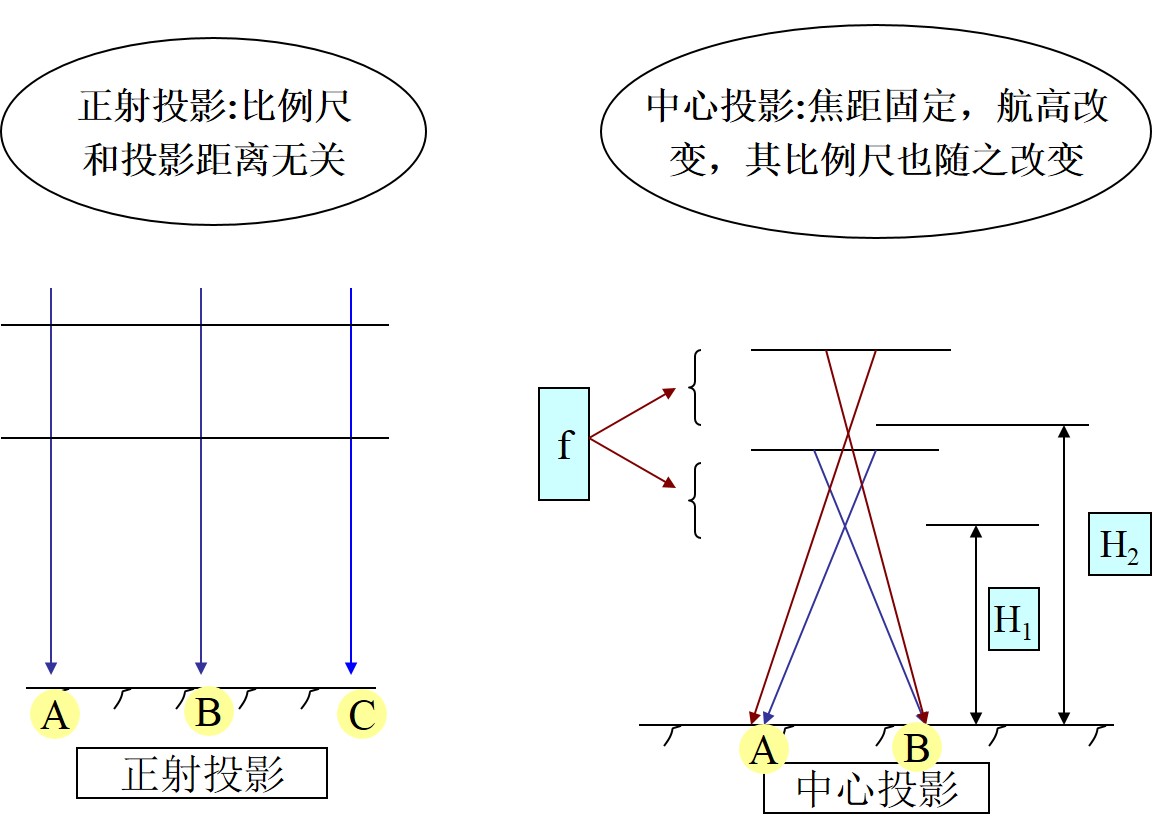 正射投影:比例尺
和投影距离无关
中心投影:焦距固定，航高改
变，其比例尺也随之改变
f
H₂
H₁
A
B
C
A
B
正射投影
中心投影